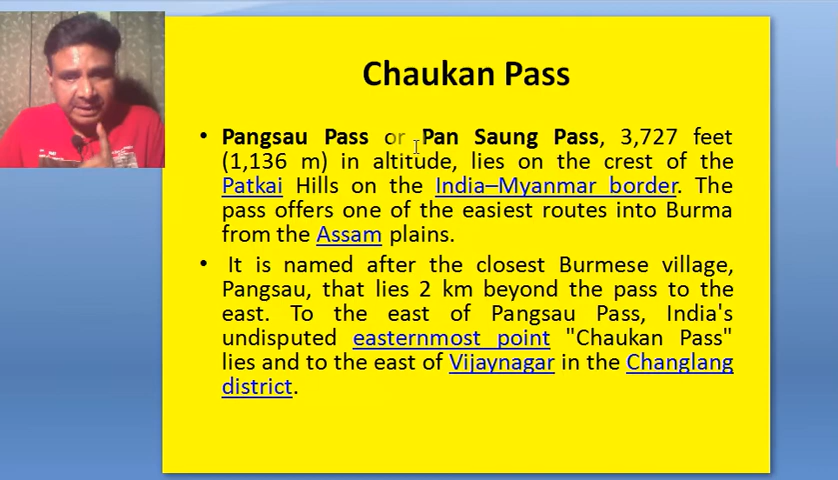 Chaukan Pass
• Pangsau Pass or Pan Saung Pass, 3,727 feet
(1,136 m) in altitude, lies on the crest of the
Patkai Hills on the India–Myanmar border. The
pass offers one of the easiest routes into Burma
from the Assam plains.
• It is named after the closest Burmese village,
Pangsau, that lies 2 km beyond the pass to the
east. To the east of Pangsau Pass, India's
undisputed easternmost point "Chaukan Pass"
lies and to the east of Vijaynagar in the Changlang
district.